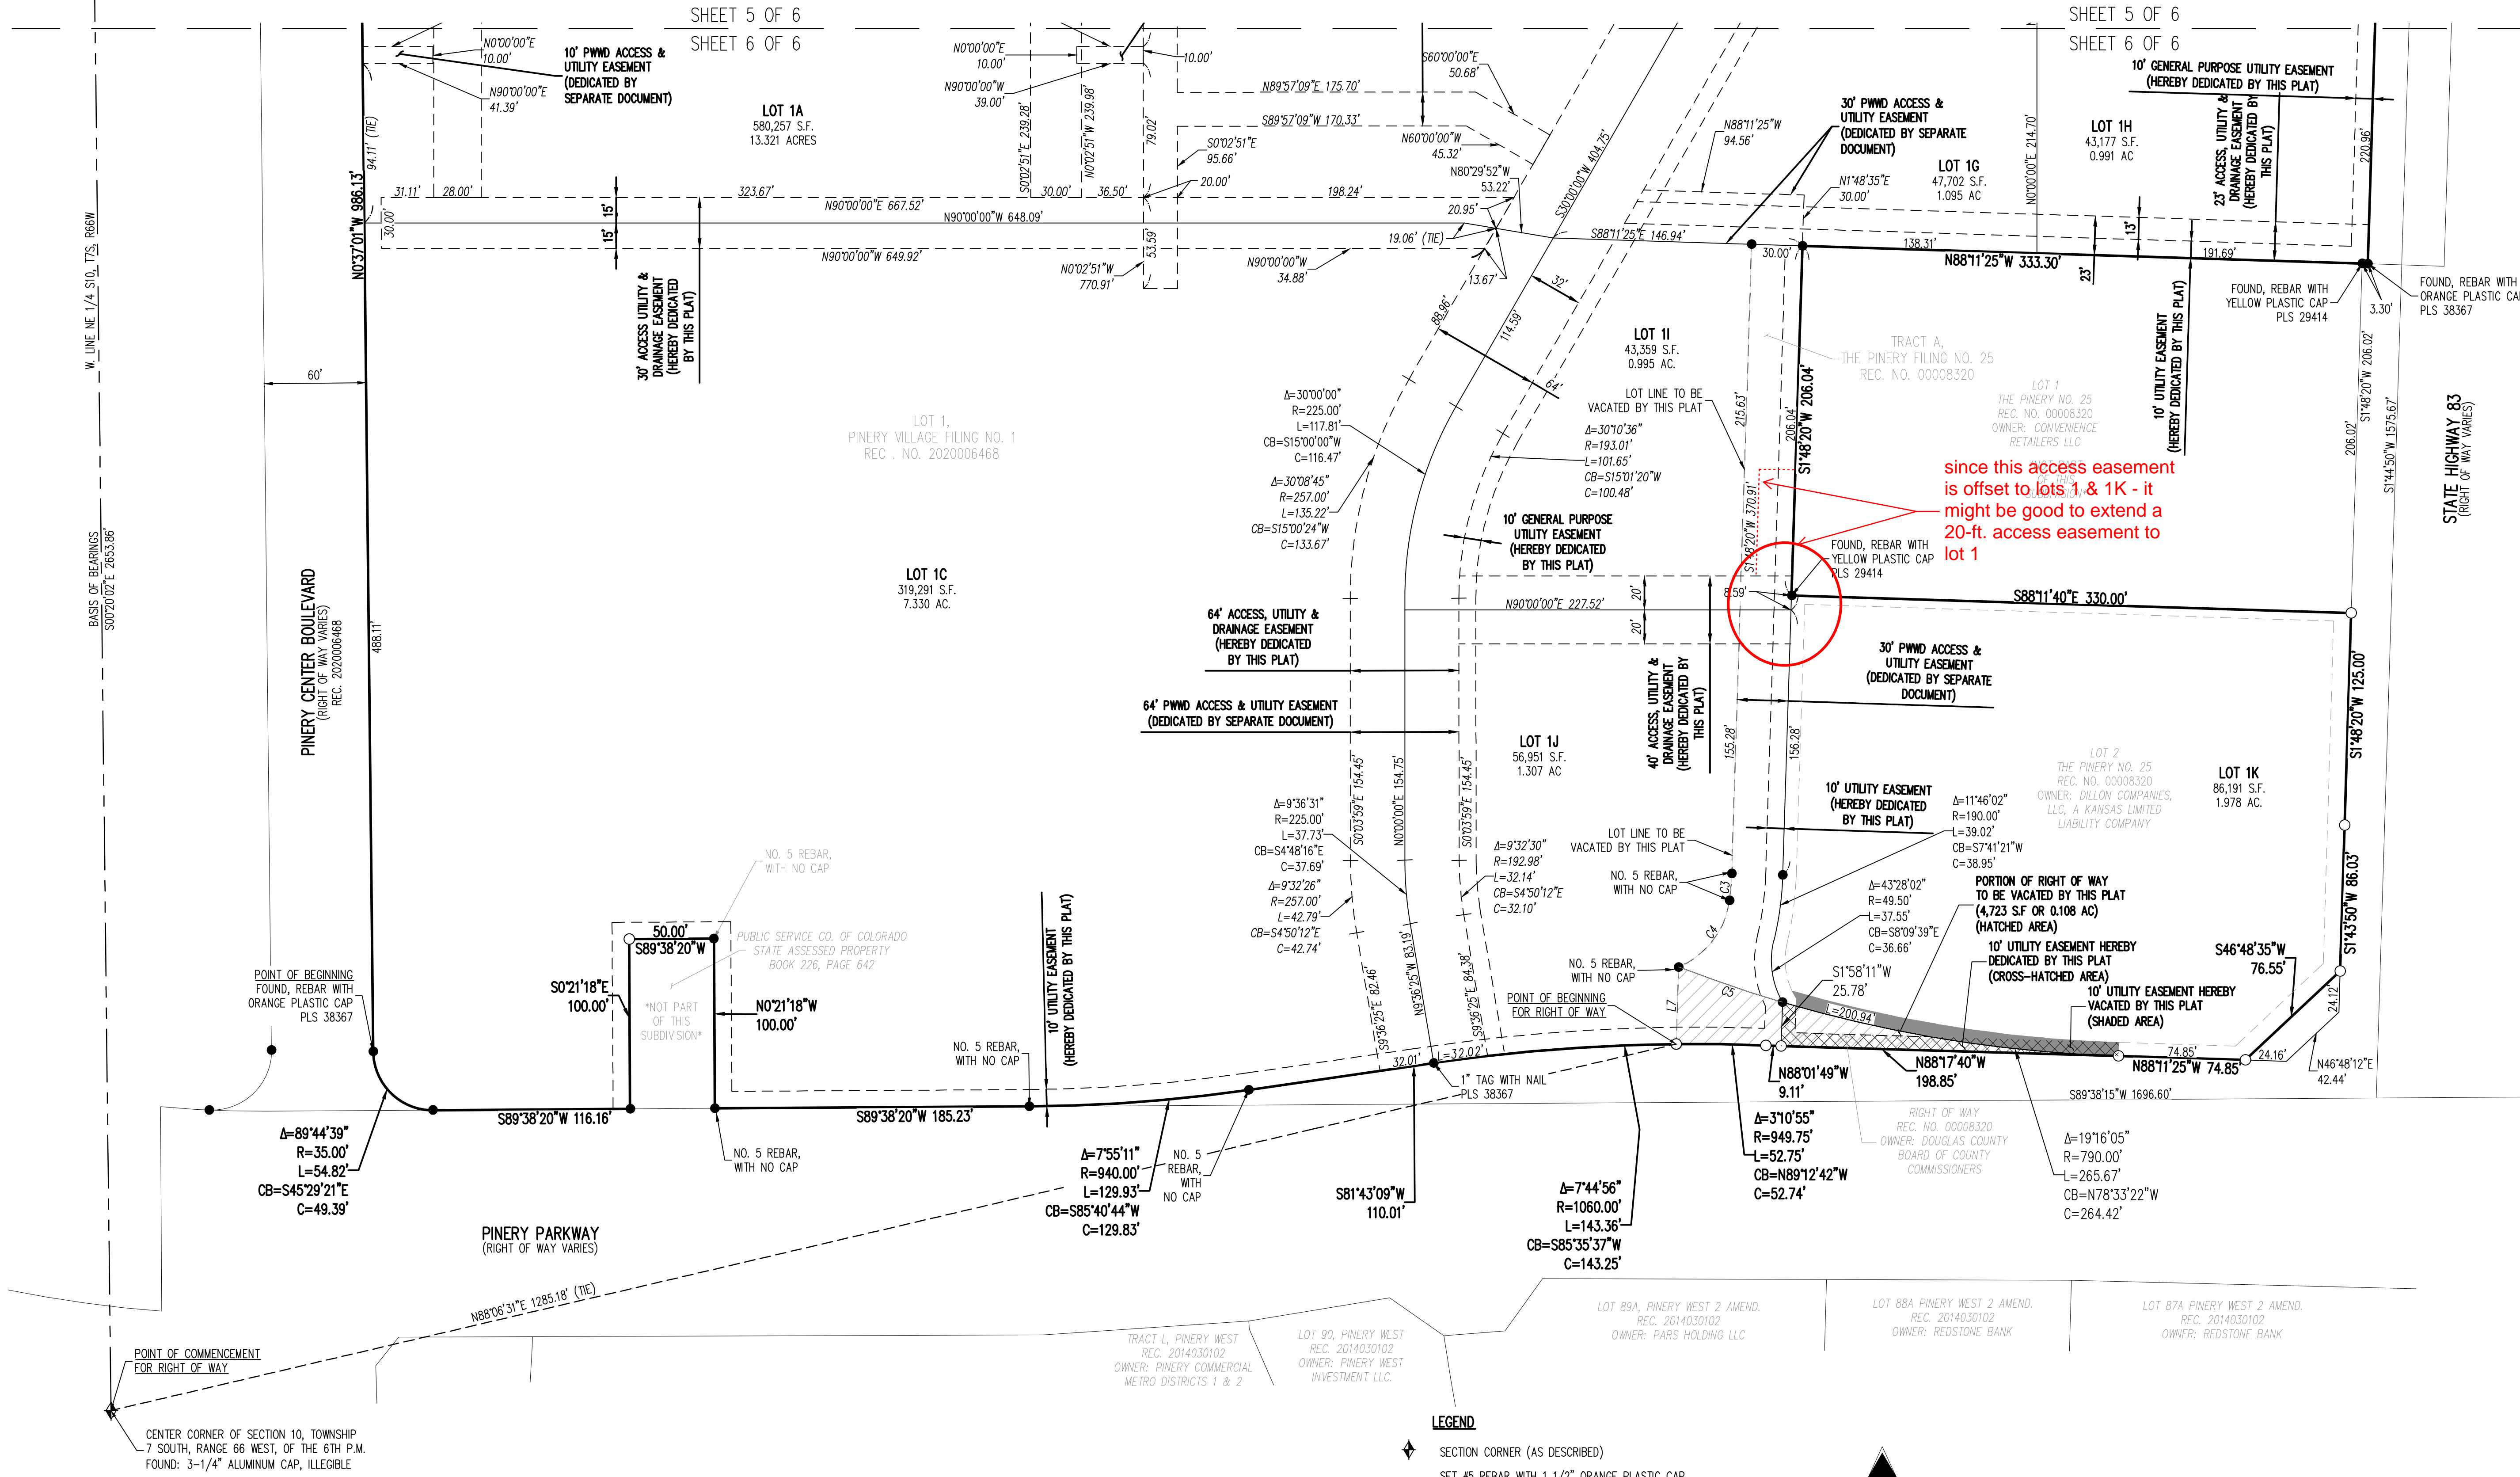 SHEET 5 OF 6
SHEET 6 OF 6
SHEET 5 OF 6
SHEET 6 OF 6
N0°00'00"E
10.00'
10' PWWD ACCESS &
UTILITY EASEMENT
(DEDICATED BY
SEPARATE DOCUMENT)
N90°00'00"E
41.39'
94.11' (TIE)
N0°37'01"W 986.13'
LOT 1A
580,257 S.F.
13.321 ACRES
N0°00'00"E
10.00'
N90°00'00"W
39.00'
10.00'
S0°02'51"E 239.28'
N0°02'51"W 239.98'
79.02'
N89°57'09"E 175.70'
S89°57'09"W 170.33'
S0°02'51"E
95.66'
20.00'
S60°00'00"E
50.68'
N60°00'00"W
45.32'
N80°29'52"W
53.22'
S30°00'00"W 404.75'
30' PWWD ACCESS &
UTILITY EASEMENT
(DEDICATED BY SEPARATE
DOCUMENT)
N88°11'25"W
94.56'
LOT 1G
47,702 S.F.
1.095 AC
N1°48'35"E
30.00'
N0°00'00"E 214.70'
LOT 1H
43,177 S.F.
0.991 AC
10' GENERAL PURPOSE UTILITY EASEMENT
(HEREBY DEDICATED BY THIS PLAT)
23' ACCESS, UTILITY &
DRAINAGE EASEMENT
(HEREBY DEDICATED BY
THIS PLAT)
220.96'
31.11'
28.00'
323.67'
30.00'
36.50'
198.24'
N90°00'00"E 667.52'
N90°00'00"W 648.09'
N90°00'00"W 649.92'
30.00'
15'
15'
53.59'
N0°02'51"W
770.91'
N90°00'00"W
34.88'
20.95'
19.06' (TIE)
13.67'
S88°11'25"E 146.94'
30.00'
138.31'
N88°11'25"W 333.30'
191.69'
13'
23'
FOUND, REBAR WITH
YELLOW PLASTIC CAP
PLS 29414
FOUND, REBAR WITH
ORANGE PLASTIC CAP
PLS 38367
3.30'
30' ACCESS UTILITY &
DRAINAGE EASEMENT
(HEREBY DEDICATED
BY THIS PLAT)
W. LINE NE 1/4 S10, T7S, R66W
BASIS OF BEARINGS
S00°20'02"E 2653.86'
60'
LOT 1,
PINERY VILLAGE FILING NO. 1
REC . NO. 2020006468
88.96'
32'
114.59'
64'
LOT 1I
43,359 S.F.
0.995 AC.
LOT LINE TO BE
VACATED BY THIS PLAT
215.63'
S1°48'20"W 370.91'
206.04'
S1°48'20"W 206.04'
TRACT A,
THE PINERY FILING NO. 25
REC. NO. 00008320
LOT 1
THE PINERY NO. 25
REC. NO. 00008320
OWNER: CONVENIENCE
RETAILERS LLC
10' UTILITY EASEMENT
(HEREBY DEDICATED BY THIS PLAT)
206.02'
S1°48'20"W 206.02'
S1°44'50"W 1575.67'
STATE HIGHWAY 83
(RIGHT OF WAY VARIES)
Δ=30°00'00"
R=225.00'
L=117.81'
CB=S15°00'00"W
C=116.47'
Δ=30°08'45"
R=257.00'
L=135.22'
CB=S15°00'24"W
C=133.67'
Δ=30°10'36"
R=193.01'
L=101.65'
CB=S15°01'20"W
C=100.48'
since this access easement
is offset to lots 1 & 1K - it
might be good to extend a
20-ft. access easement to
lot 1
10' GENERAL PURPOSE
UTILITY EASEMENT
(HEREBY DEDICATED
BY THIS PLAT)
FOUND, REBAR WITH
YELLOW PLASTIC CAP
PLS 29414
8.59'
S88°11'40"E 330.00'
N90°00'00"E 227.52'
20'
20'
LOT 1C
319,291 S.F.
7.330 AC.
PINERY CENTER BOULEVARD
(RIGHT OF WAY VARIES)
REC. 2020006468
488.11'
64' ACCESS, UTILITY &
DRAINAGE EASEMENT
(HEREBY DEDICATED
BY THIS PLAT)
64' PWWD ACCESS & UTILITY EASEMENT
(DEDICATED BY SEPARATE DOCUMENT)
40' ACCESS, UTILITY &
DRAINAGE EASEMENT
(HEREBY DEDICATED BY
THIS PLAT)
30' PWWD ACCESS &
UTILITY EASEMENT
(DEDICATED BY SEPARATE
DOCUMENT)
S1°48'20"W 125.00'
LOT 1J
56,951 S.F.
1.307 AC
155.28'
156.28'
LOT 2
THE PINERY NO. 25
REC. NO. 00008320
OWNER: DILLON COMPANIES,
LLC, A KANSAS LIMITED
LIABILITY COMPANY
LOT 1K
86,191 S.F.
1.978 AC.
S0°03'59"E 154.45'
N0°00'00"E 154.75'
S0°03'59"E 154.45'
Δ=9°36'31"
R=225.00'
L=37.73'
CB=S4°48'16"E
C=37.69'
Δ=9°32'26"
R=257.00'
L=42.79'
CB=S4°50'12"E
C=42.74'
Δ=9°32'30"
R=192.98'
L=32.14'
CB=S4°50'12"E
C=32.10'
LOT LINE TO BE
VACATED BY THIS PLAT
NO. 5 REBAR,
WITH NO CAP
C3
C4
10' UTILITY EASEMENT
(HEREBY DEDICATED
BY THIS PLAT)
Δ=11°46'02"
R=190.00'
L=39.02'
CB=S7°41'21"W
C=38.95'
Δ=43°28'02"
R=49.50'
L=37.55'
CB=S8°09'39"E
C=36.66'
PORTION OF RIGHT OF WAY
TO BE VACATED BY THIS PLAT
(4,723 S.F OR 0.108 AC)
(HATCHED AREA)
10' UTILITY EASEMENT HEREBY
DEDICATED BY THIS PLAT
(CROSS-HATCHED AREA)
10' UTILITY EASEMENT HEREBY
VACATED BY THIS PLAT
(SHADED AREA)
S1°43'50"W 86.03'
S46°48'35"W
76.55'
24.12'
NO. 5 REBAR,
WITH NO CAP
50.00'
S89°38'20"W
PUBLIC SERVICE CO. OF COLORADO
STATE ASSESSED PROPERTY
BOOK 226, PAGE 642
S0°21'18"E
100.00'
*NOT PART
OF THIS
SUBDIVISION*
N0°21'18"W
100.00'
POINT OF BEGINNING
FOUND, REBAR WITH
ORANGE PLASTIC CAP
PLS 38367
10' UTILITY EASEMENT
(HEREBY DEDICATED BY THIS PLAT)
S9°36'25"E 82.46'
N9°36'25"W 83.19'
S9°36'25"E 84.38'
NO. 5 REBAR,
WITH NO CAP
POINT OF BEGINNING
FOR RIGHT OF WAY
L7
C5
S1°58'11"W
25.78'
L=200.94'
NO. 5 REBAR,
WITH NO CAP
32.01'
L=32.02'
1" TAG WITH NAIL
PLS 38367
N88°01'49"W
9.11'
N88°17'40"W
198.85'
74.85'
N88°11'25"W 74.85'
24.16'
N46°48'12"E
42.44'
S89°38'15"W 1696.60'
S89°38'20"W 116.16'
S89°38'20"W 185.23'
NO. 5 REBAR,
WITH NO CAP
Δ=89°44'39"
R=35.00'
L=54.82'
CB=S45°29'21"E
C=49.39'
Δ=7°55'11"
R=940.00'
L=129.93'
CB=S85°40'44"W
C=129.83'
NO. 5
REBAR,
WITH
NO CAP
S81°43'09"W
110.01'
Δ=7°44'56"
R=1060.00'
L=143.36'
CB=S85°35'37"W
C=143.25'
Δ=3°10'55"
R=949.75'
L=52.75'
CB=N89°12'42"W
C=52.74'
RIGHT OF WAY
REC. NO. 00008320
OWNER: DOUGLAS COUNTY
BOARD OF COUNTY
COMMISSIONERS
Δ=19°16'05"
R=790.00'
L=265.67'
CB=N78°33'22"W
C=264.42'
PINERY PARKWAY
(RIGHT OF WAY VARIES)
N88°06'31"E 1285.18' (TIE)
POINT OF COMMENCEMENT
FOR RIGHT OF WAY
TRACT L, PINERY WEST
REC. 2014030102
OWNER: PINERY COMMERCIAL
METRO DISTRICTS 1 & 2
LOT 90, PINERY WEST
REC. 2014030102
OWNER: PINERY WEST
INVESTMENT LLC.
LOT 89A, PINERY WEST 2 AMEND.
REC. 2014030102
OWNER: PARS HOLDING LLC
LOT 88A PINERY WEST 2 AMEND.
REC. 2014030102
OWNER: REDSTONE BANK
LOT 87A PINERY WEST 2 AMEND.
REC. 2014030102
OWNER: REDSTONE BANK
CENTER CORNER OF SECTION 10, TOWNSHIP
7 SOUTH, RANGE 66 WEST, OF THE 6TH P.M.
FOUND: 3-1/4" ALUMINUM CAP, ILLEGIBLE
LEGEND
SECTION CORNER (AS DESCRIBED)
SET #5 REBAR WITH 1 1/2" ORANGE PLASTIC CAP